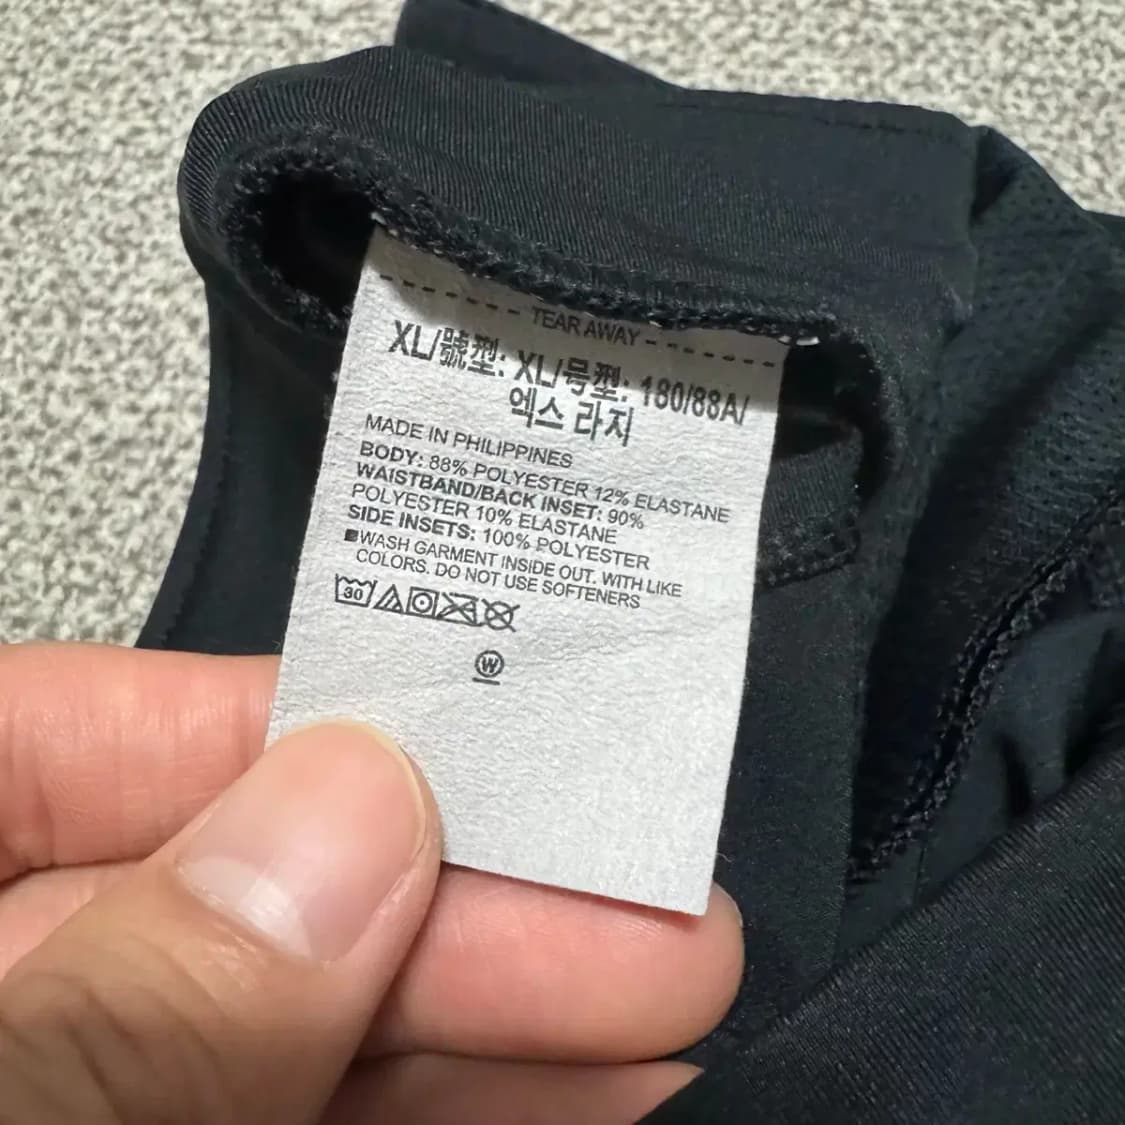 TEAR AWAY
XL/號型: XL/号型: 180/88A/
엑스 라지
MADE IN PHILIPPINES
BODY: 88% POLYESTER 12% ELASTANE
WAISTBAND/BACK INSET: 90%
POLYESTER 10% ELASTANE
SIDE INSETS: 100% POLYESTER
WASH GARMENT INSIDE OUT. WITH LIKE
COLORS. DO NOT USE SOFTENERS
30
W